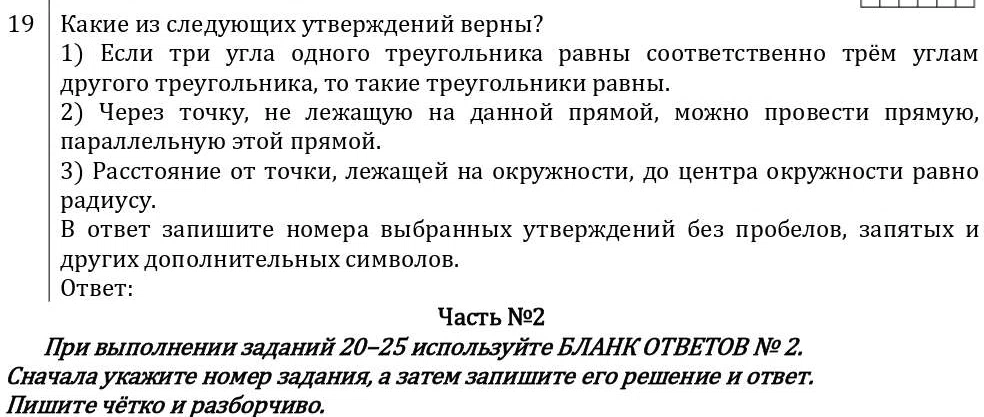 19 Какие из следующих утверждений верны?
1) Если три угла одного треугольника равны соответственно трём углам
другого треугольника, то такие треугольники равны.
2) Через точку, не лежащую на данной прямой, можно провести прямую,
параллельную этой прямой.
3) Расстояние от точки, лежащей на окружности, до центра окружности равно
радиусу.
В ответ запишите номера выбранных утверждений без пробелов, запятых и
других дополнительных символов.
Ответ:
Часть №2
При выполнении заданий 20–25 используйте БЛАНК ОТВЕТОВ № 2.
Сначала укажите номер задания, а затем запишите его решение и ответ.
Пишите чётко и разборчиво.